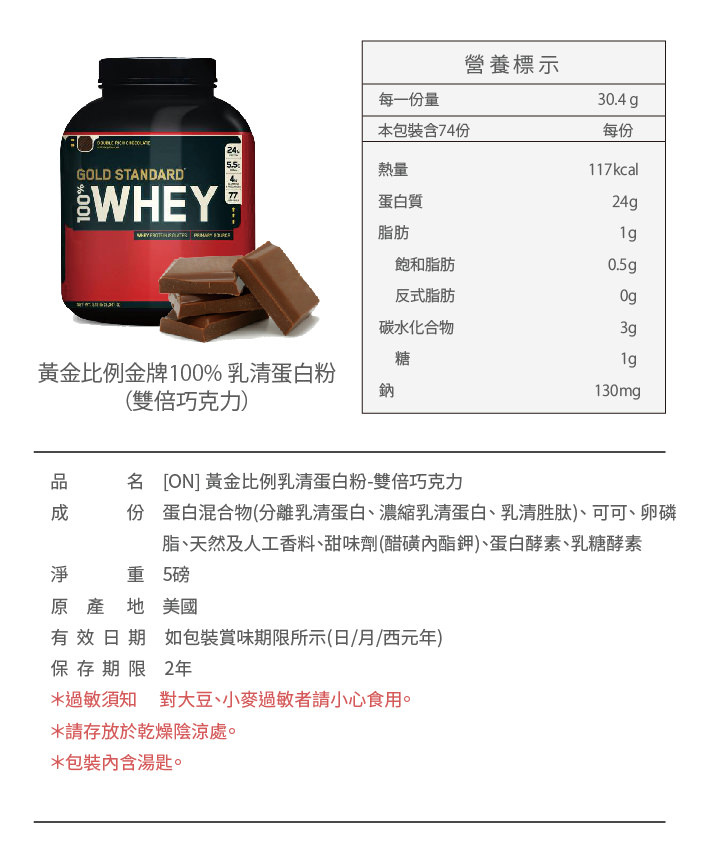 DOUBLE RICH CHOCOLATE
24g
5.5g
4g
77
GOLD STANDARD
100% WHEY
WHEY PROTEIN ISOLATES PRIMARY SOURCE
黃金比例金牌100% 乳清蛋白粉
(雙倍巧克力)
營養標示
每一份量 30.4 g
本包裝含74份 每份
熱量 117kcal
蛋白質 24g
脂肪 1g
飽和脂肪 0.5g
反式脂肪 0g
碳水化合物 3g
糖 1g
鈉 130mg
品名 [ON] 黃金比例乳清蛋白粉-雙倍巧克力
成份 蛋白混合物(分離乳清蛋白、濃縮乳清蛋白、乳清胜肽)、可可、卵磷
脂、天然及人工香料、甜味劑(醋磺內酯鉀)、蛋白酵素、乳糖酵素
淨重 5磅
原產地 美國
有效日期 如包裝賞味期限所示(日/月/西元年)
保存期限 2年
＊過敏須知 對大豆、小麥過敏者請小心食用。
＊請存放於乾燥陰涼處。
＊包裝內含湯匙。